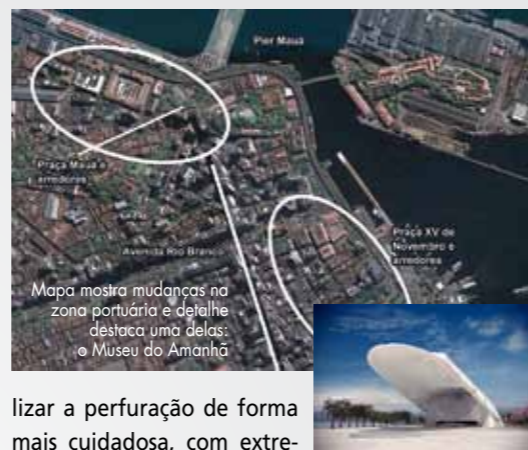 Pier Mauá
Praça Mauá e
arredores
Praça XV de
Novembro e
arredores
Avenida Rio Branco
Mapa mostra mudanças na
zona portuária e detalhe
destaca uma delas:
o Museu do Amanhã
lizar a perfuração de forma
mais cuidadosa, com extre-